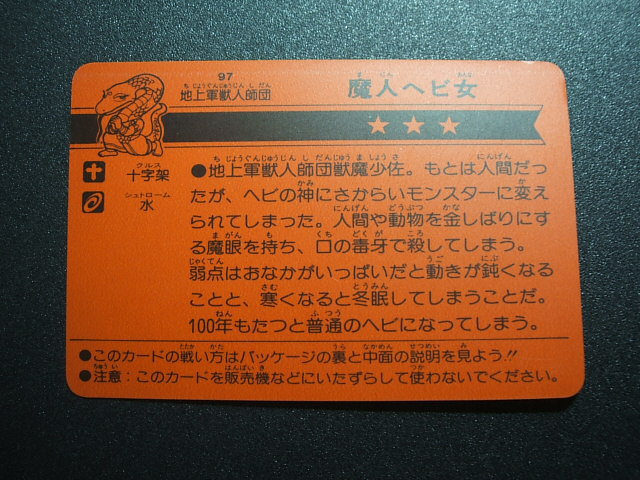 97
地上軍獣人師団
魔人ヘビ女
クルス
十字架
シュトローム
水
●地上軍獣人師団獣魔少佐。もとは人間だっ
たが、ヘビの神にさからいモンスターに変え
られてしまった。人間や動物を金しばりにす
る魔眼を持ち、口の毒牙で殺してしまう。
弱点はおなかがいっぱいだと動きが鈍くなる
ことと、寒くなると冬眠してしまうことだ。
100年もたつと普通のヘビになってしまう。
●このカードの戦い方はパッケージの裏と中面の説明を見よう!!
●注意：このカードを販売機などにいたずらして使わないでください。